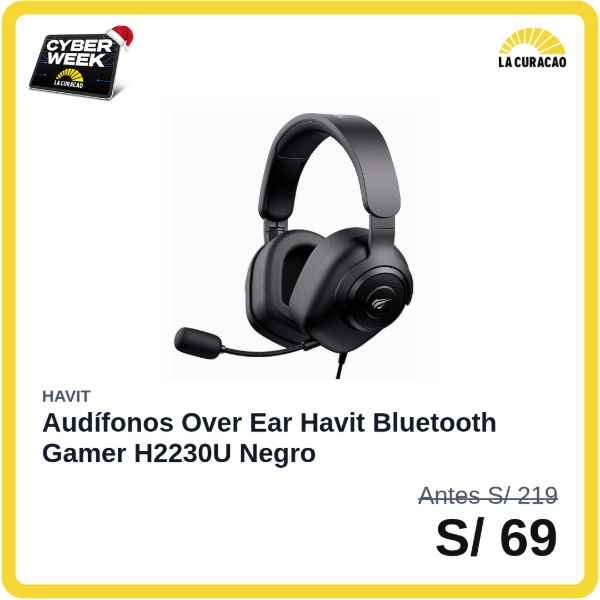 CYBER
WEEK
LA CURACAO
LA CURACAO
HAVIT
Audífonos Over Ear Havit Bluetooth
Gamer H2230U Negro
Antes S/ 219
S/ 69